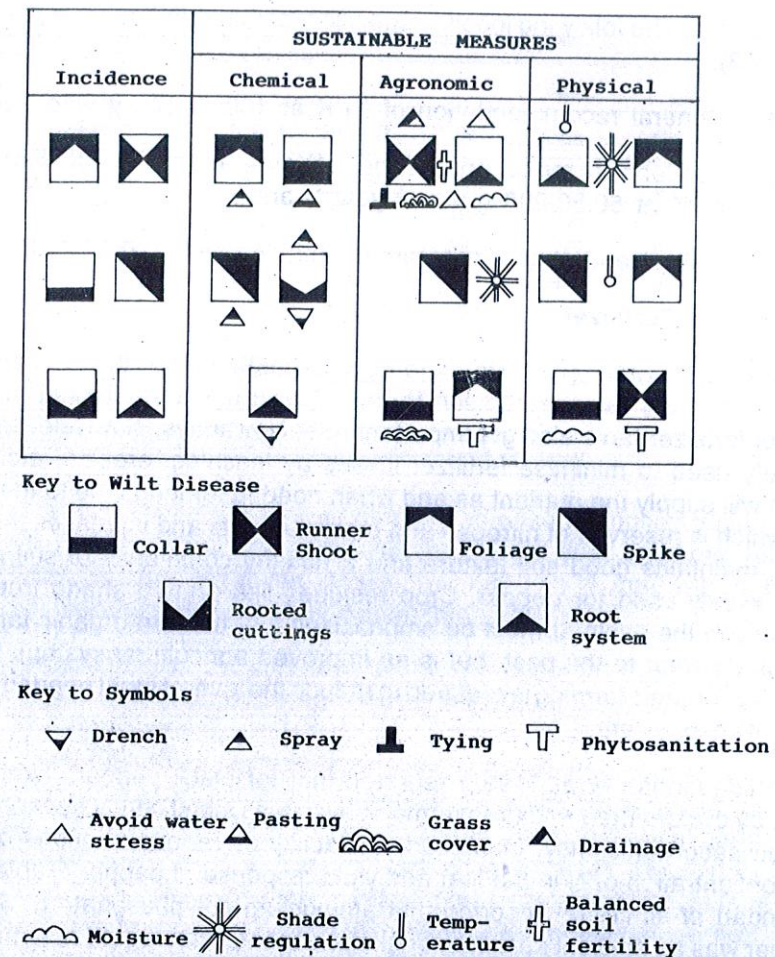 SUSTAINABLE MEASURES
Incidence Chemical Agronomic Physical
Key to Wilt Disease
Collar Runner Shoot Foliage Spike
Rooted cuttings Root system
Key to Symbols
Drench Spray Tying Phytosanitation
Avoid water stress Pasting Grass cover Drainage
Moisture Shade regulation Temp-erature Balanced soil fertility